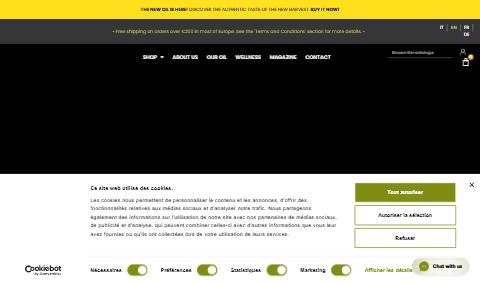 THE NEW OIL IS HERE! DISCOVER THE AUTHENTIC TASTE OF THE NEW HARVEST. BUY IT NOW!
• Free shipping on orders over €200 in most of Europe. See the 'Terms and Conditions' section for more details. •
IT EN FR
DE
SHOP ABOUT US OUR OIL WELLNESS MAGAZINE CONTACT
Browse the catalogue
Ce site web utilise des cookies.
Les cookies nous permettent de personnaliser le contenu et les annonces, d'offrir des
fonctionnalités relatives aux médias sociaux et d'analyser notre trafic. Nous partageons
également des informations sur l'utilisation de notre site avec nos partenaires de médias sociaux,
de publicité et d'analyse, qui peuvent combiner celles-ci avec d'autres informations que vous leur
avez fournies ou qu'ils ont collectées lors de votre utilisation de leurs services.
Tout autoriser
Autoriser la sélection
Refuser
Cookiebot
Nécessaires Préférences Statistiques Marketing Afficher les détails
Chat with us